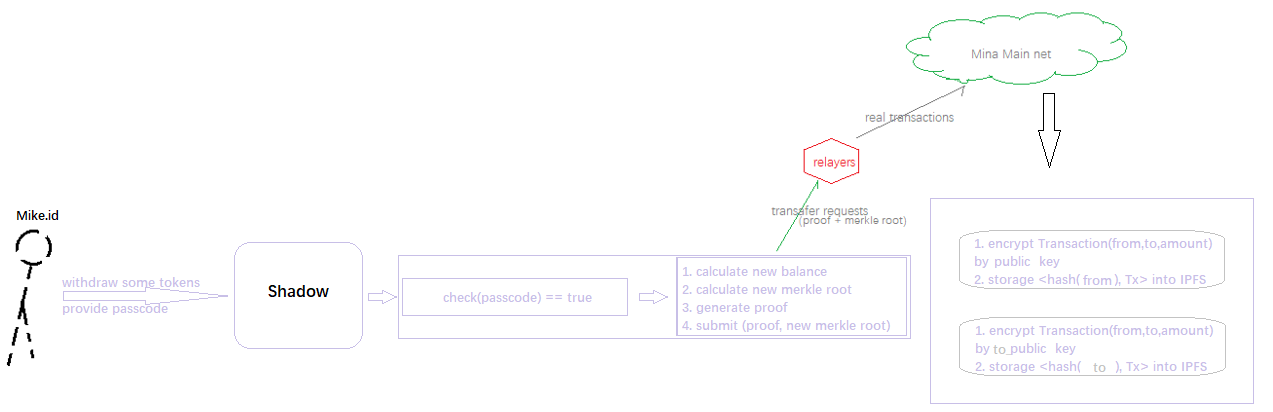 Mina Main net
real transactions
relayers
transafer requests
(proof + merkle root)
Mike.id
withdraw some tokens
provide passcode
Shadow
check(passcode) == true
1. calculate new balance
2. calculate new merkle root
3. generate proof
4. submit (proof, new merkle root)
1. encrypt Transaction(from,to,amount)
by public key
2. storage <hash( from ), Tx> into IPFS
1. encrypt Transaction(from,to,amount)
by to_public key
2. storage <hash( to ), Tx> into IPFS